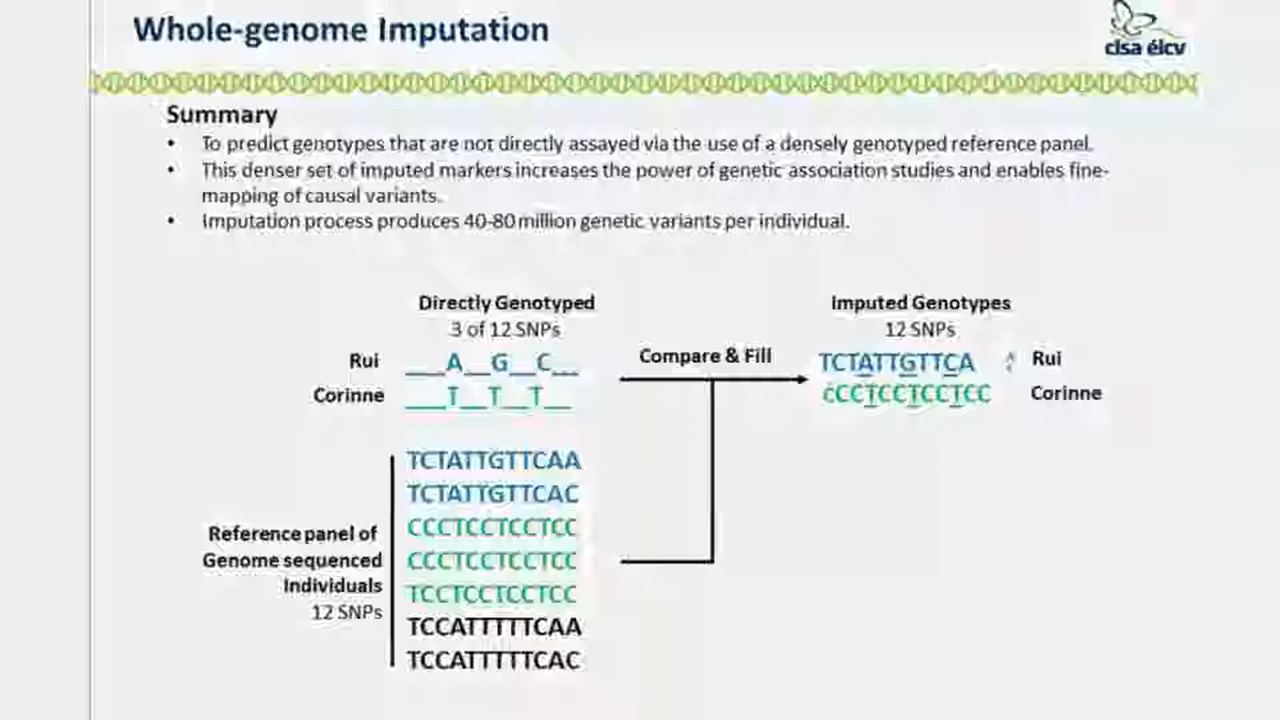 Whole-genome Imputation
clsa élcv
Summary
• To predict genotypes that are not directly assayed via the use of a densely genotyped reference panel.
• This denser set of imputed markers increases the power of genetic association studies and enables fine-
mapping of causal variants.
• Imputation process produces 40-80 million genetic variants per individual.
Directly Genotyped
3 of 12 SNPs
Rui ___A__G__C__
Corinne ___T__T__T__
Compare & Fill
Imputed Genotypes
12 SNPs
TCTATTGTTCA Rui
CCCTCCTCCTCC Corinne
Reference panel of
Genome sequenced
Individuals
12 SNPs
TCTATTGTTCAA
TCTATTGTTCAC
CCCTCCTCCTCC
CCCTCCTCCTCC
TCCTCCTCCTCC
TCCATTTTTCAA
TCCATTTTTCAC